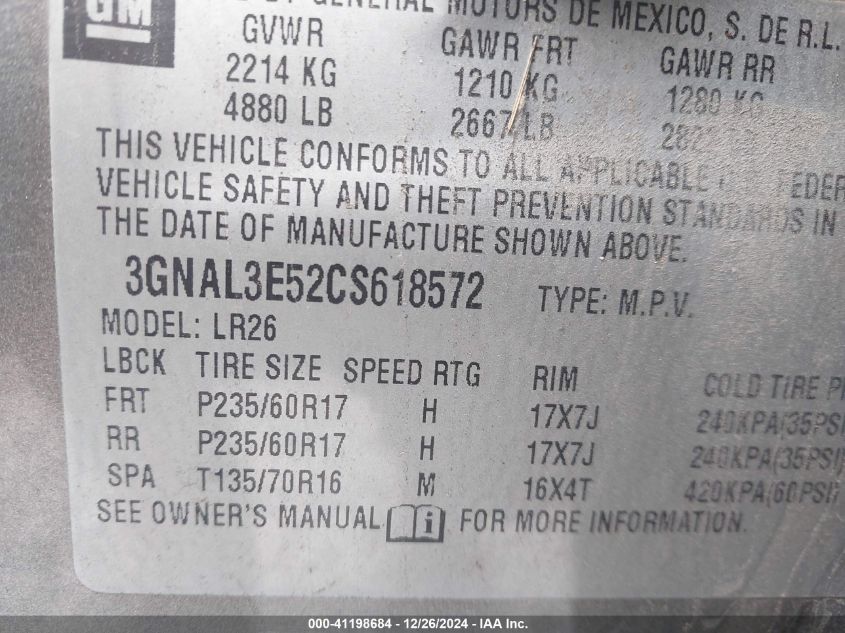 GM
BY GENERAL MOTORS DE MEXICO, S. DE R.L.
GVWR GAWR FRT GAWR RR
2214 KG 1210 KG 1280 KG
4880 LB 2667 LB
THIS VEHICLE CONFORMS TO ALL APPLICABLE FEDER
VEHICLE SAFETY AND THEFT PREVENTION STANDARDS IN
THE DATE OF MANUFACTURE SHOWN ABOVE.
3GNAL3E52CS618572 TYPE: M.P.V.
MODEL: LR26
LBCK TIRE SIZE SPEED RTG RIM COLD TIRE P
FRT P235/60R17 H 17X7J 240KPA(35PSI
RR P235/60R17 H 17X7J 240KPA(35PSI)
SPA T135/70R16 M 16X4T 420KPA(60PSI)
SEE OWNER'S MANUAL i FOR MORE INFORMATION.
000-41198684 - 12/26/2024 - IAA Inc.